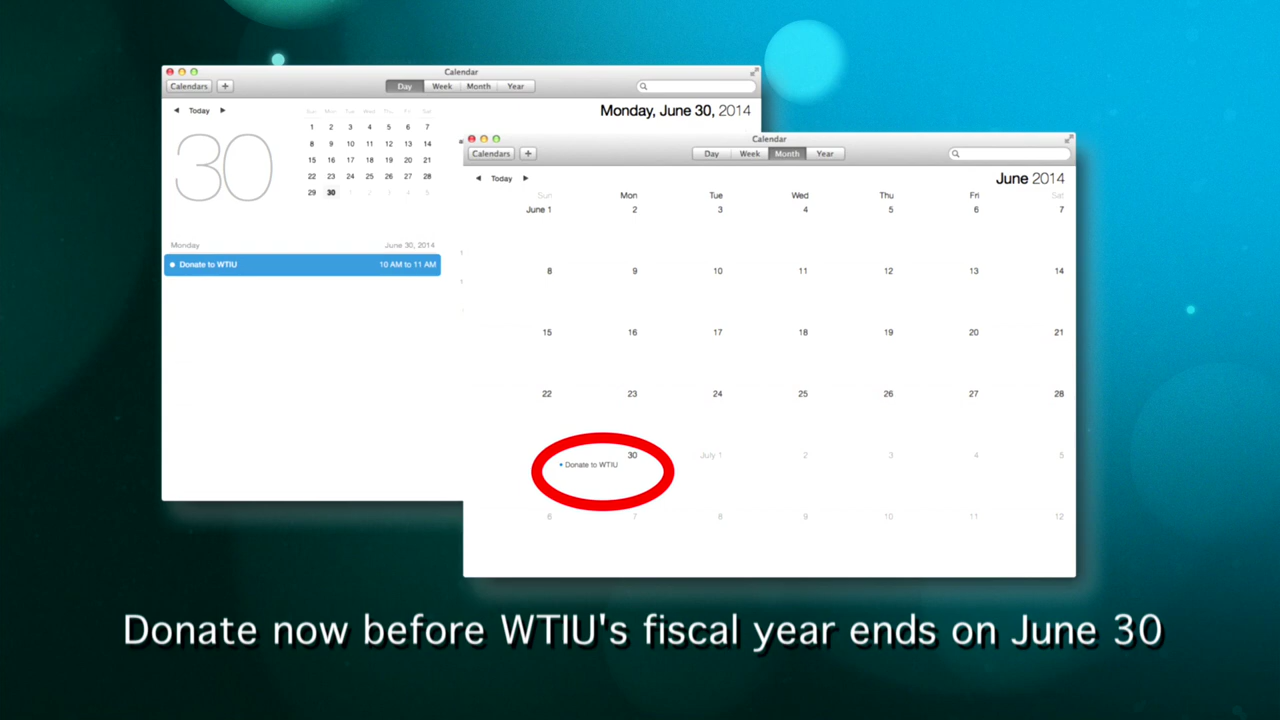 Calendar
Calendars + Day Week Month Year
Today
Monday, June 30, 2014
30
Sun Mon Tue Wed Thu Fri Sat
1 2 3 4 5 6 7
8 9 10 11 12 13 14
15 16 17 18 19 20 21
22 23 24 25 26 27 28
29 30 1 2 3 4 5
Monday June 30, 2014
Donate to WTIU 10 AM to 11 AM
Calendar
Calendars + Day Week Month Year
Today
June 2014
Sun Mon Tue Wed Thu Fri Sat
June 1 2 3 4 5 6 7
8 9 10 11 12 13 14
15 16 17 18 19 20 21
22 23 24 25 26 27 28
30 July 1 2 3 4 5
Donate to WTIU
6 7 8 9 10 11 12
Donate now before WTIU's fiscal year ends on June 30